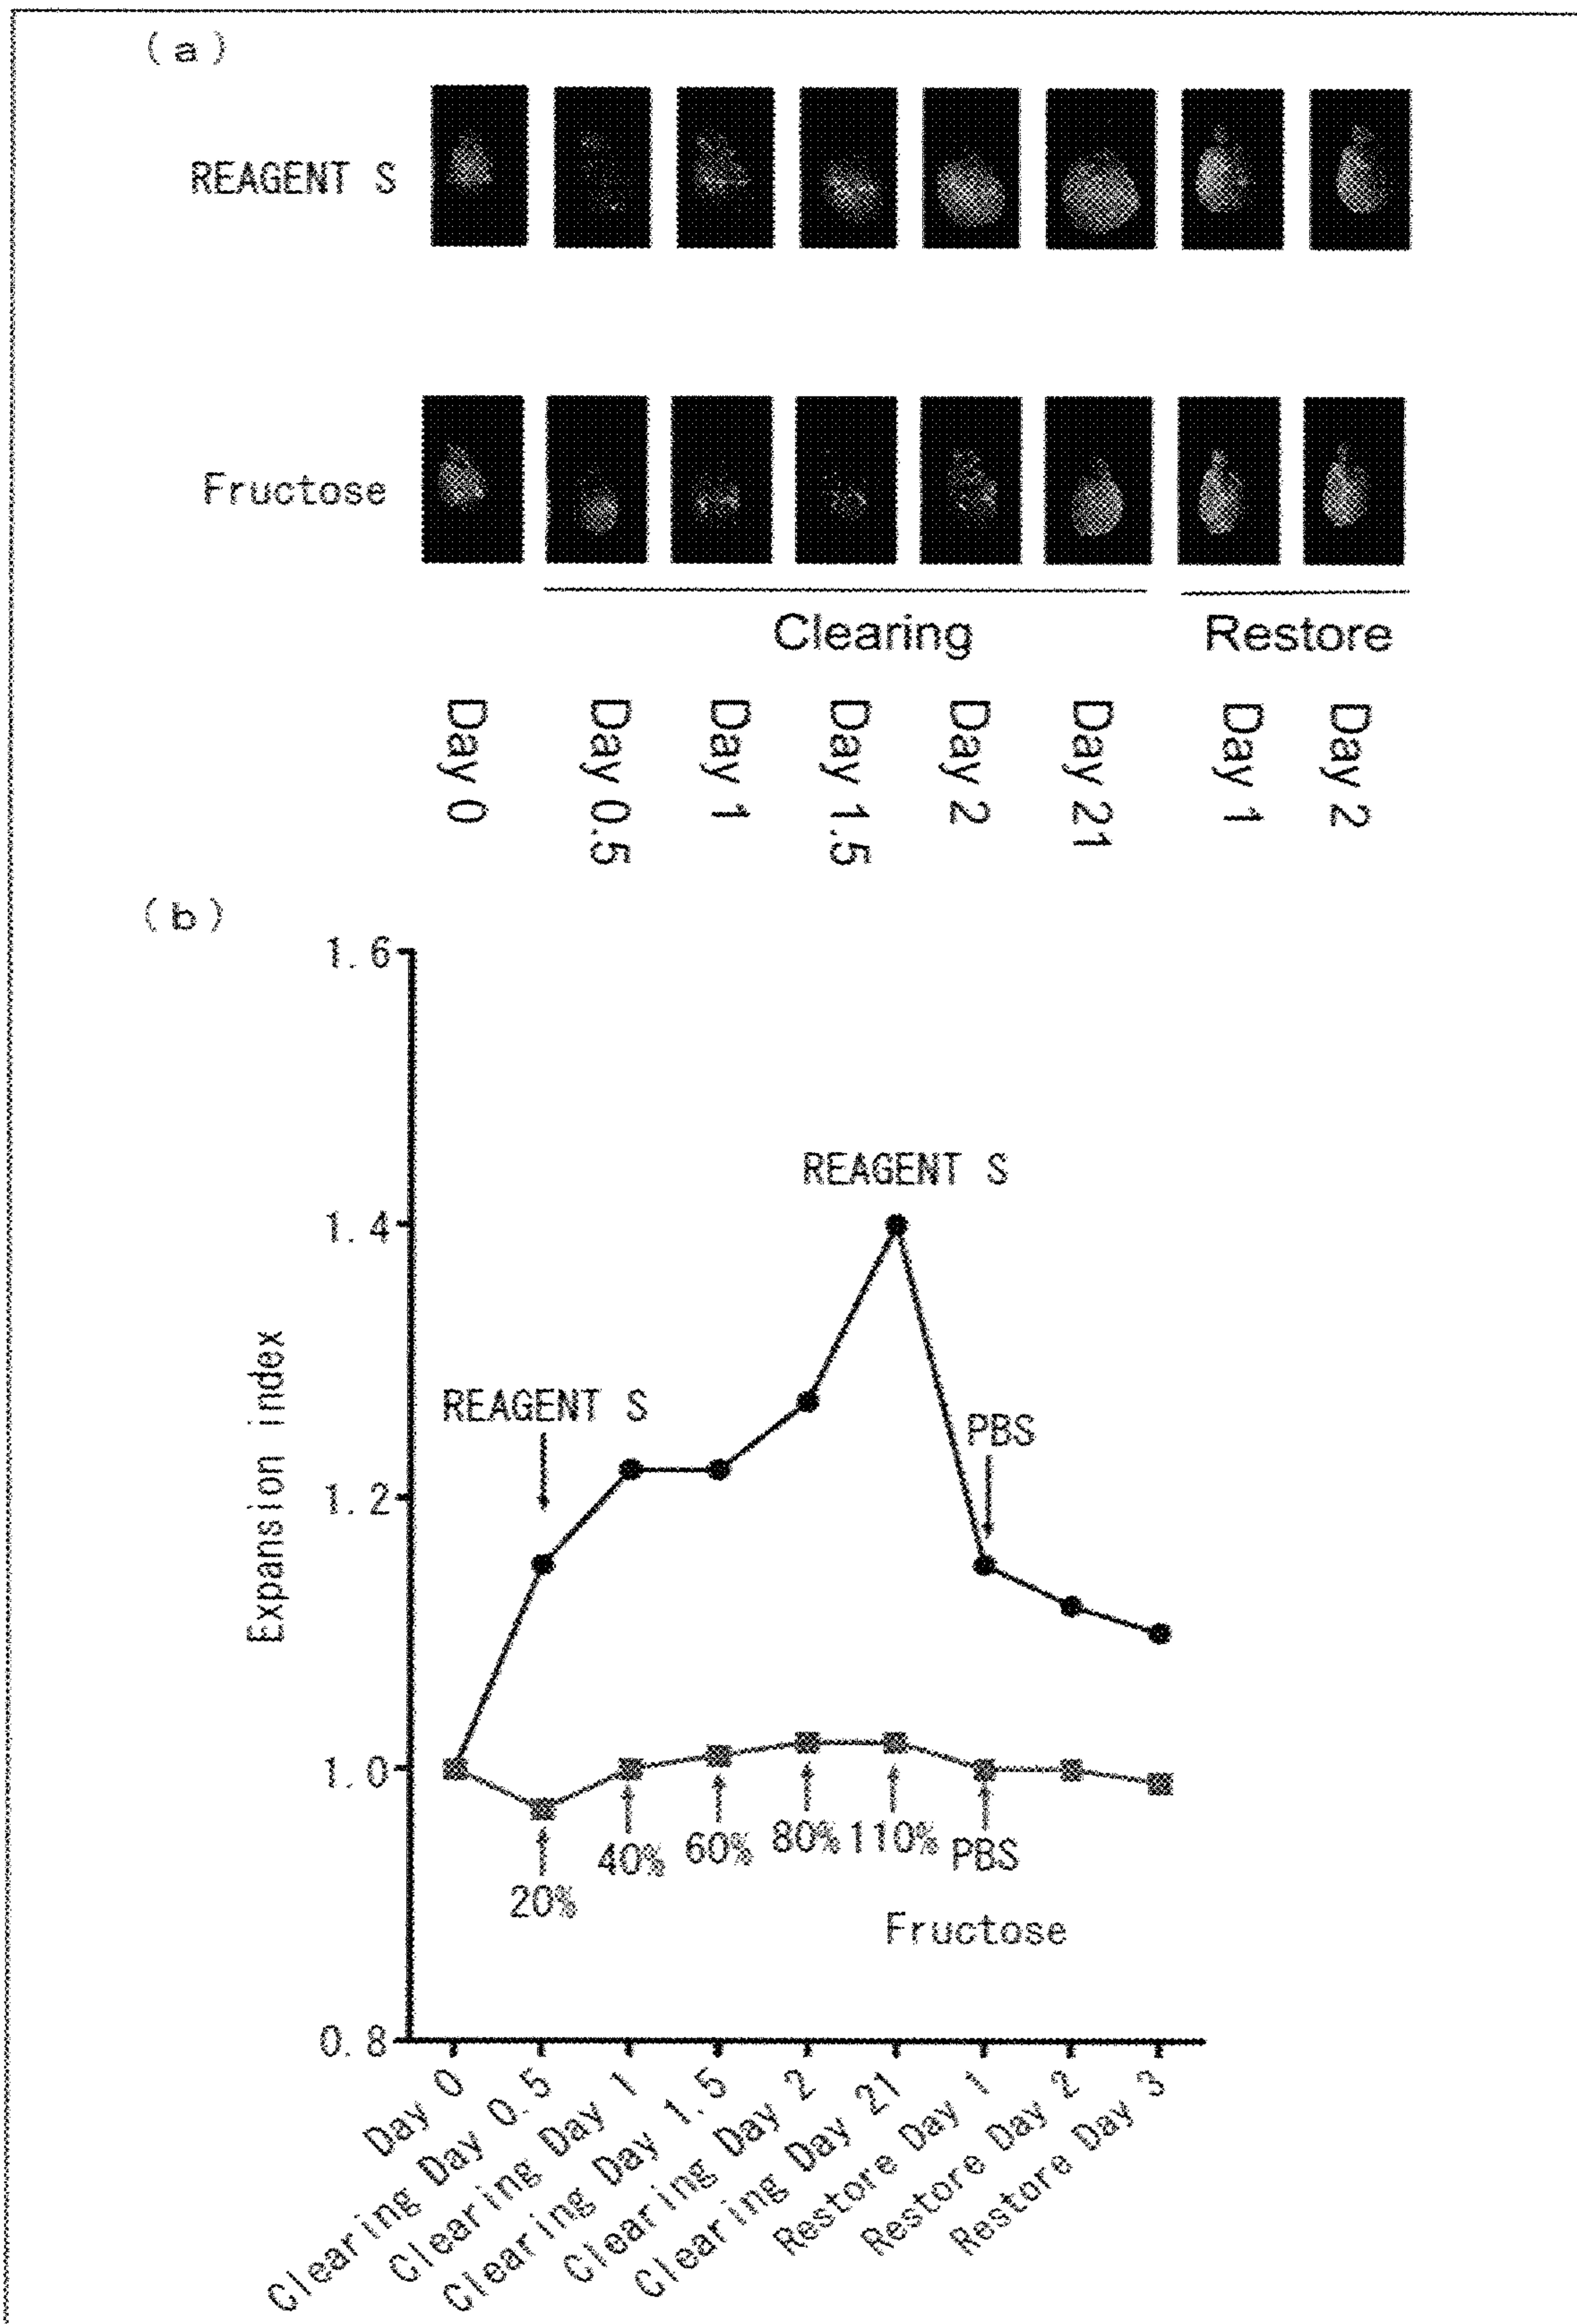 (a)
REAGENT S
Fructose
Clearing
Restore
Day 0
Day 0.5
Day 1
Day 1.5
Day 2
Day 21
Day 1
Day 2
(b)
1.6
1.4
1.2
1.0
0.8
Expansion index
REAGENT S
REAGENT S
PBS
20%
40%
60%
80%
110%
PBS
Fructose
Day 0
Clearing Day 0.5
Clearing Day 1
Clearing Day 1.5
Clearing Day 2
Clearing Day 21
Restore Day 1
Restore Day 2
Restore Day 3